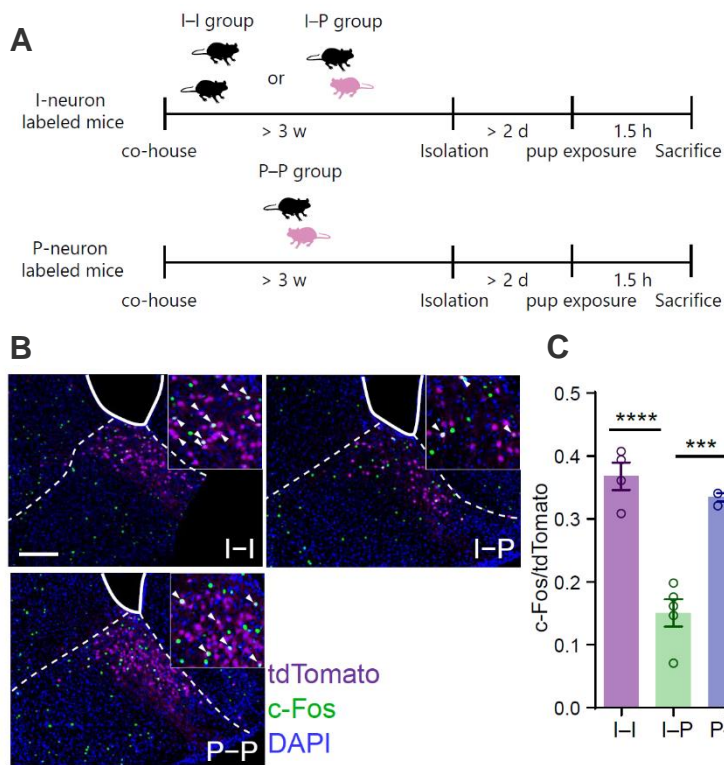 A
I–I group
I–P group
or
I-neuron
labeled mice
> 3 w
> 2 d
1.5 h
co-house
Isolation
pup exposure
Sacrifice
P–P group
P-neuron
labeled mice
> 3 w
> 2 d
1.5 h
co-house
Isolation
pup exposure
Sacrifice
B
I–I
I–P
P–P
tdTomato
c-Fos
DAPI
C
c-Fos/tdTomato
0.5
0.4
0.3
0.2
0.1
0.0
****
***
I–I
I–P